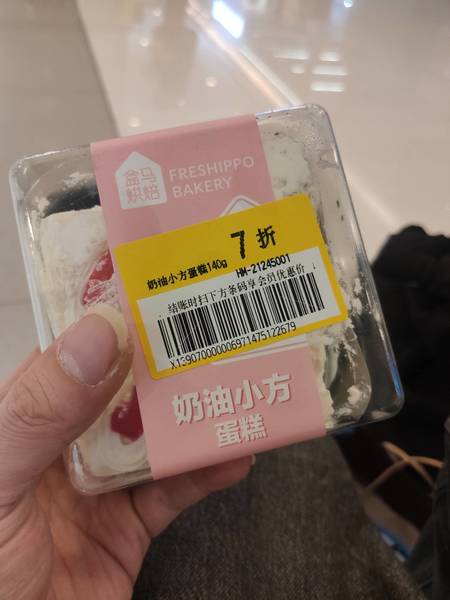 盒马
烘焙
FRESHIPPO
BAKERY
7折
奶油小方蛋糕140g
HM-21245001
结账时扫下方条码享会员优惠价
X1390700000006971475122679
奶油小方
蛋糕